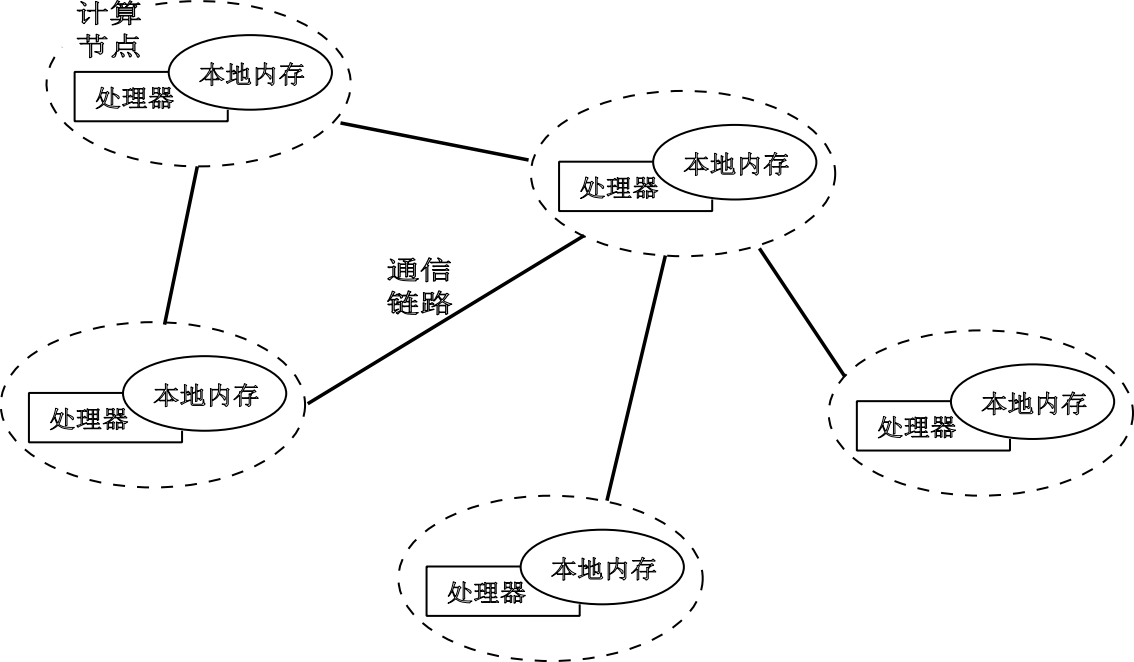 计算
节点
本地内存
处理器
本地内存
处理器
通信
链路
本地内存
处理器
本地内存
处理器
本地内存
处理器